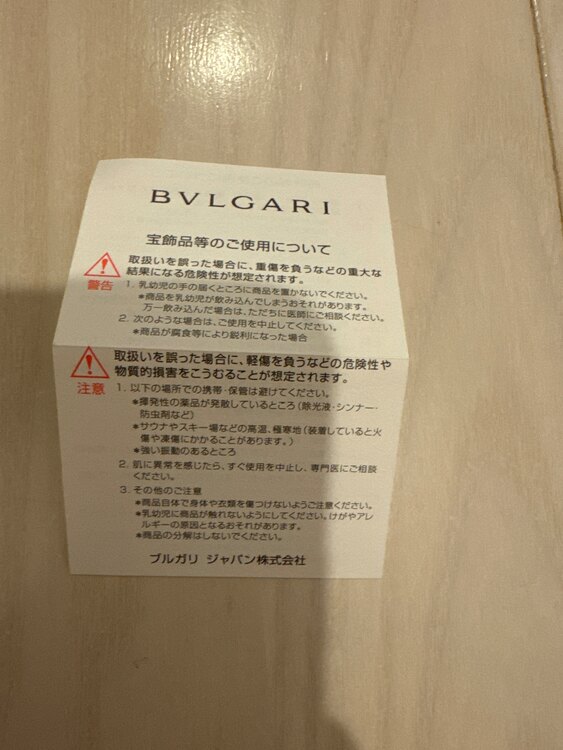 BVLGARI
宝飾品等のご使用について
取扱いを誤った場合に、重傷を負うなどの重大な
結果になる危険性が想定されます。
警告
1. 乳幼児の手の届くところに商品を置かないでください。
*商品を乳幼児が飲み込んでしまうおそれがあります。
万一飲み込んだ場合は、ただちに医師にご相談ください。
2. 次のような場合は、ご使用を中止してください。
*商品が腐食等により鋭利になった場合
取扱いを誤った場合に、軽傷を負うなどの危険性や
物質的損害をこうむることが想定されます。
注意
1. 以下の場所での携帯・保管は避けてください。
*揮発性の薬品が発散しているところ(除光液・シンナー・
防虫剤など)
*サウナやスキー場などの高温、極寒地(装着していると火
傷や凍傷にかかることがあります。)
*強い振動のあるところ
2. 肌に異常を感じたら、すぐ使用を中止し、専門医にご相談
ください。
3. その他のご注意
*商品自体で身体や衣類を傷つけないようご注意ください。
*乳幼児に商品が触れないようにしてください。けがやアレ
ルギーの原因となるおそれがあります。
*商品の分解はしないでください。
ブルガリ ジャパン株式会社